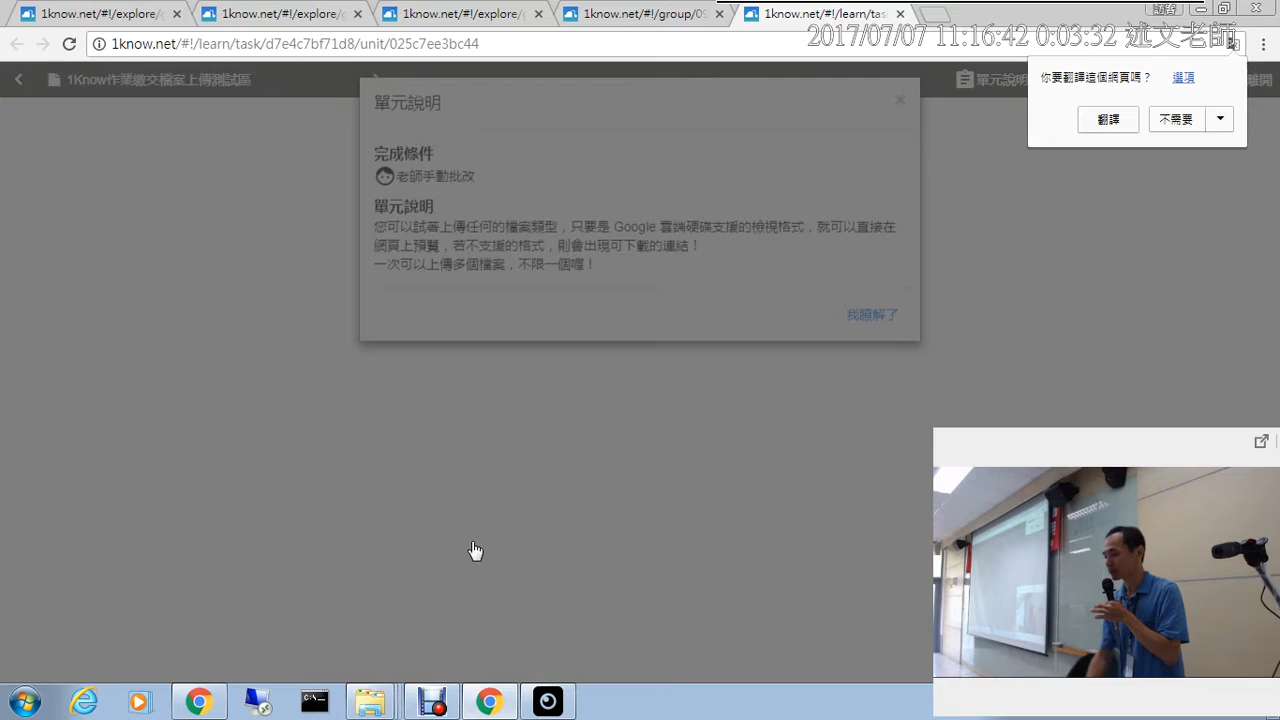 1know.net/#!/explore/g
1know.net/#!/explore/g
1know.net/#!/explore/g
1know.net/#!/group/09
1know.net/#!/learn/tas
1know.net/#!/learn/task/d7e4c7bf71d8/unit/025c7ee3bc44
2017/07/07 11:16:42 0:03:32 述文老師
1Know作業繳交檔案上傳測試區
單元說明
離開
你要翻譯這個網頁嗎？
選項
翻譯
不需要
單元說明
完成條件
老師手動批改
單元說明
您可以試著上傳任何的檔案類型，只要是 Google 雲端硬碟支援的檢視格式，就可以直接在
網頁上預覽，若不支援的格式，則會出現可下載的連結！
一次可以上傳多個檔案，不限一個喔！
我瞭解了